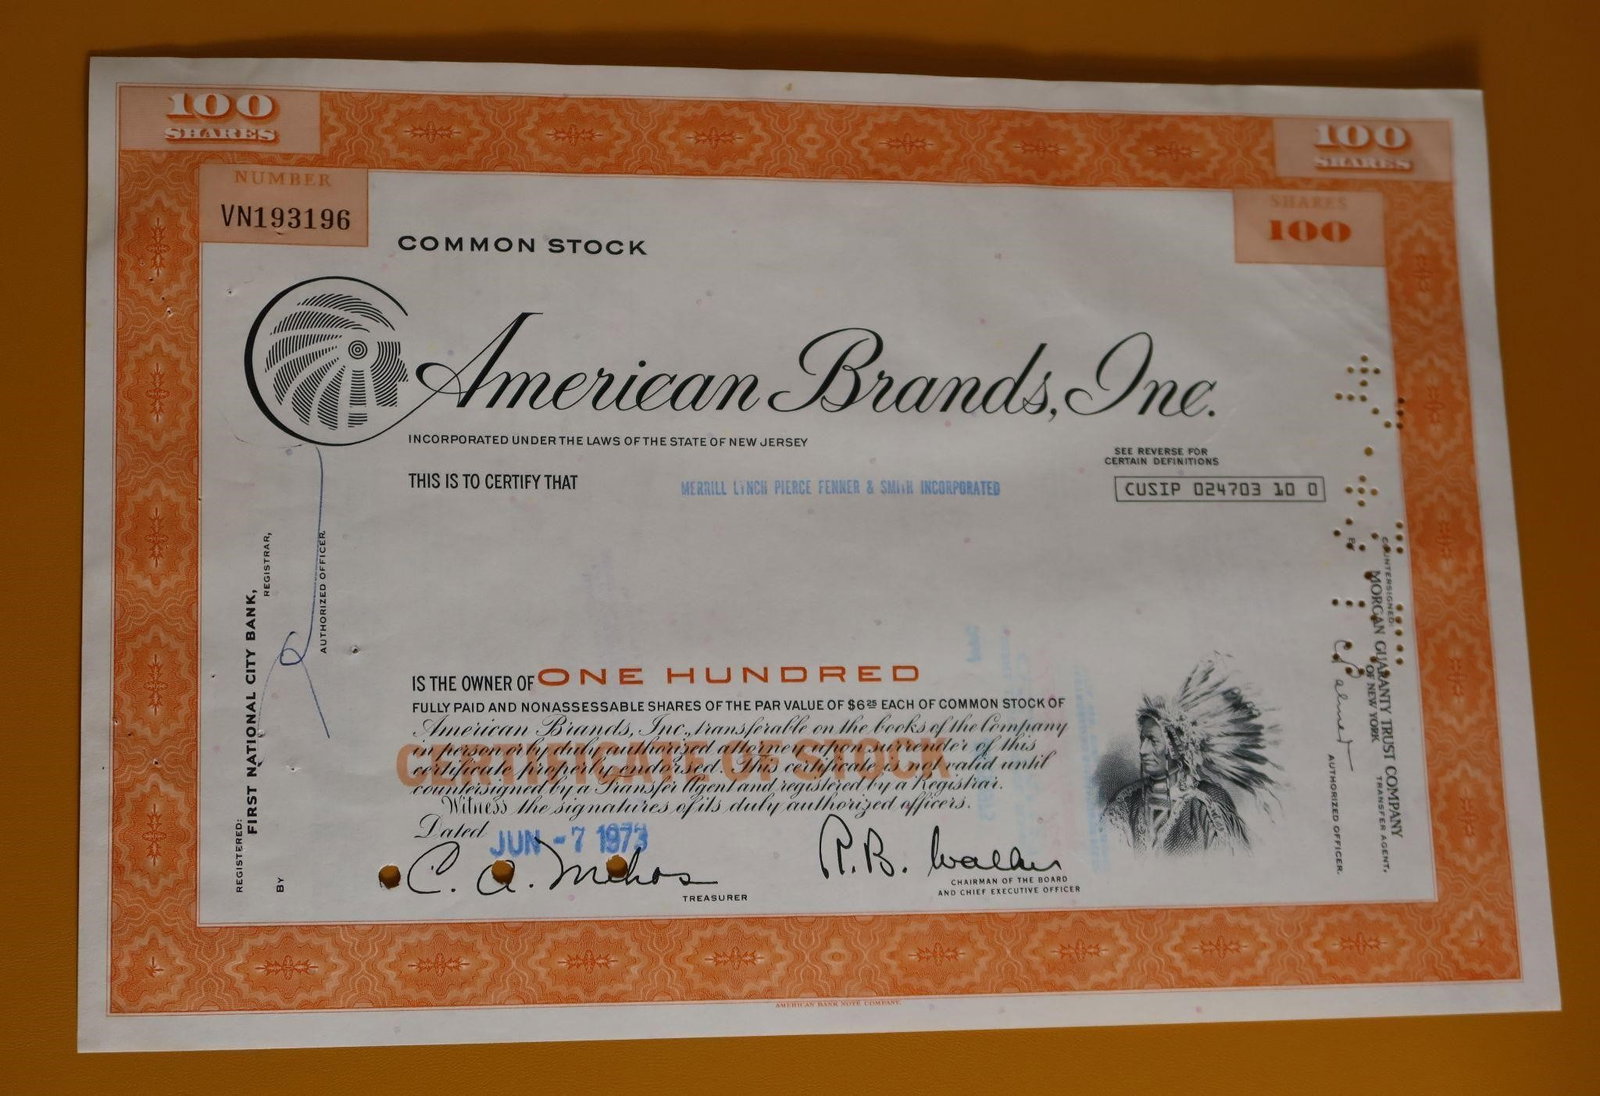 100
SHARES
100
SHARES
NUMBER
VN193196
SHARES
100
COMMON STOCK
American Brands, Inc.
INCORPORATED UNDER THE LAWS OF THE STATE OF NEW JERSEY
SEE REVERSE FOR
CERTAIN DEFINITIONS
THIS IS TO CERTIFY THAT
MERRILL LYNCH PIERCE FENNER & SMITH INCORPORATED
CUSIP 024703 10 0
IS THE OWNER OF ONE HUNDRED
FULLY PAID AND NONASSESSABLE SHARES OF THE PAR VALUE OF $6.25 EACH OF COMMON STOCK OF
American Brands, Inc., transferable on the books of the Company
in person or by duly authorized attorney upon surrender of this
certificate properly endorsed. This certificate is not valid until
countersigned by a Transfer Agent and registered by a Registrar.
Witness the signatures of its duly authorized officers.
CERTIFICATE OF STOCK
Dated JUN -7 1973
C. A. Mehos
TREASURER
R. B. Walker
CHAIRMAN OF THE BOARD
AND CHIEF EXECUTIVE OFFICER
REGISTERED:
FIRST NATIONAL CITY BANK,
REGISTRAR,
BY
AUTHORIZED OFFICER.
COUNTERSIGNED:
MORGAN GUARANTY TRUST COMPANY
OF NEW YORK
TRANSFER AGENT,
BY
AUTHORIZED OFFICER.
AMERICAN BANK NOTE COMPANY.